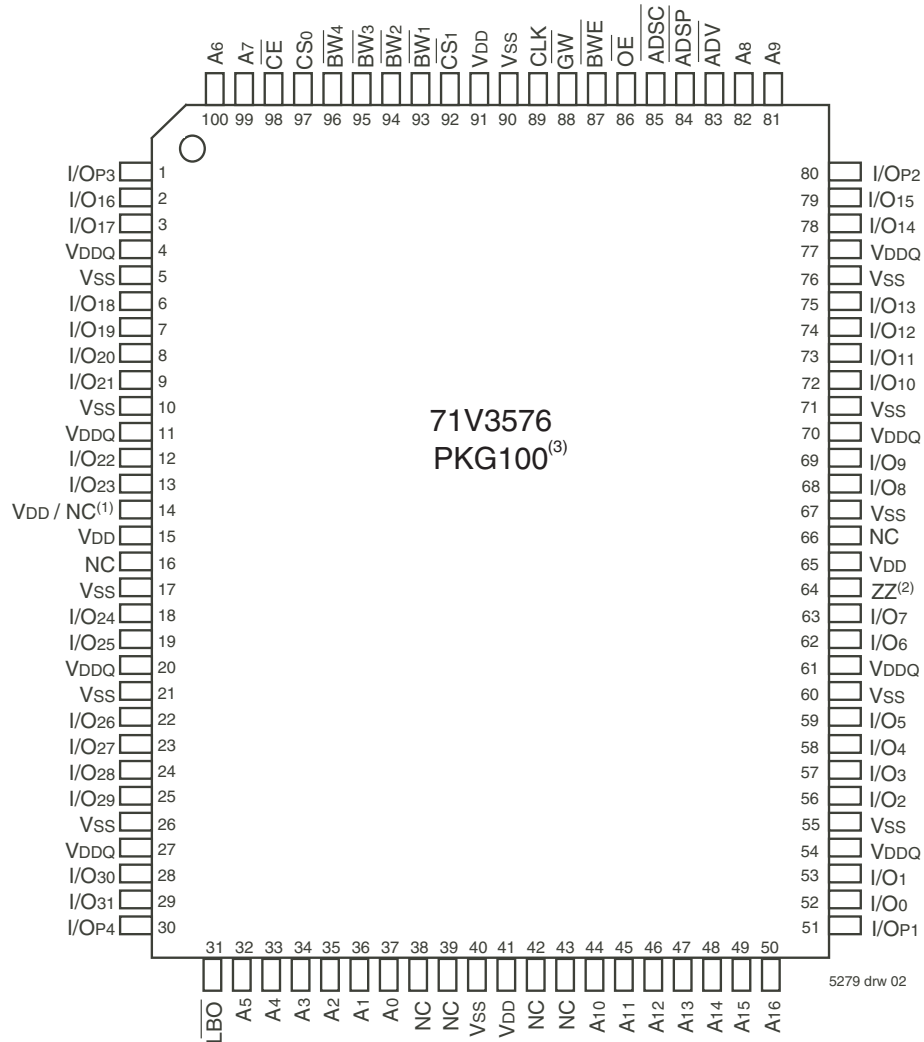 A6 A7 CE CS0 BW4 BW3 BW2 BW1 CS1 VDD VSS CLK GW BWE OE ADSC ADSP ADV A8 A9
100 99 98 97 96 95 94 93 92 91 90 89 88 87 86 85 84 83 82 81
I/OP3 1 80 I/OP2
I/O16 2 79 I/O15
I/O17 3 78 I/O14
VDDQ 4 77 VDDQ
VSS 5 76 VSS
I/O18 6 75 I/O13
I/O19 7 74 I/O12
I/O20 8 73 I/O11
I/O21 9 72 I/O10
VSS 10 71 VSS
VDDQ 11 70 VDDQ
I/O22 12 69 I/O9
I/O23 13 68 I/O8
VDD / NC(1) 14 67 VSS
VDD 15 66 NC
NC 16 65 VDD
VSS 17 64 ZZ(2)
I/O24 18 63 I/O7
I/O25 19 62 I/O6
VDDQ 20 61 VDDQ
VSS 21 60 VSS
I/O26 22 59 I/O5
I/O27 23 58 I/O4
I/O28 24 57 I/O3
I/O29 25 56 I/O2
VSS 26 55 VSS
VDDQ 27 54 VDDQ
I/O30 28 53 I/O1
I/O31 29 52 I/O0
I/OP4 30 51 I/OP1
71V3576
PKG100(3)
31 32 33 34 35 36 37 38 39 40 41 42 43 44 45 46 47 48 49 50
LBO A5 A4 A3 A2 A1 A0 NC NC VSS VDD NC NC A10 A11 A12 A13 A14 A15 A16
5279 drw 02